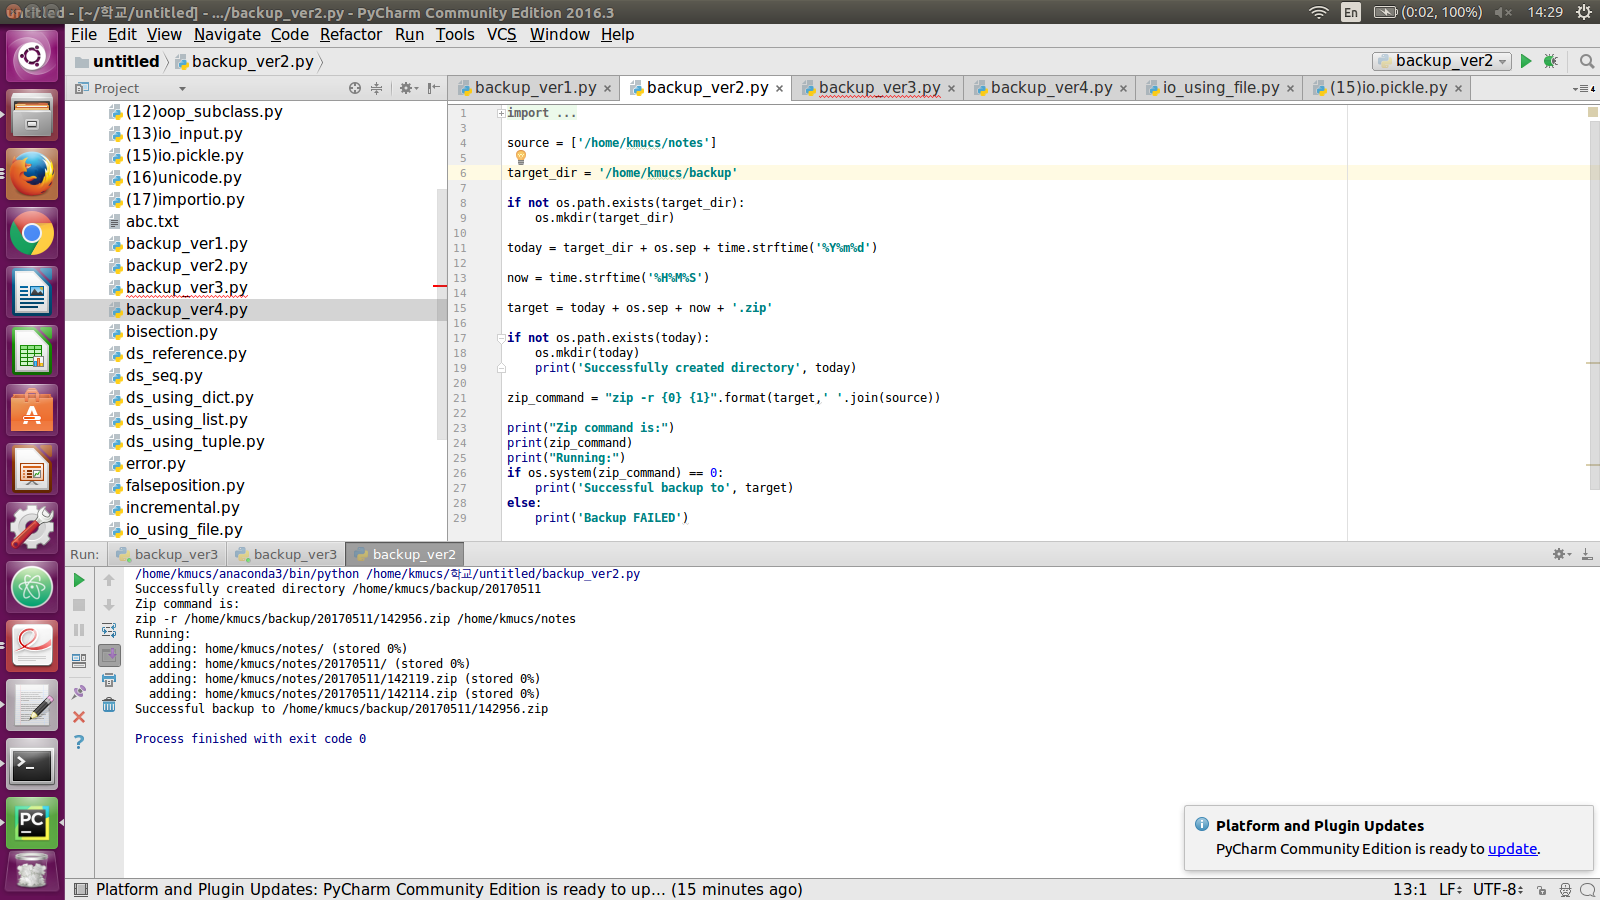 untitled - [~/학교/untitled] - .../backup_ver2.py - PyCharm Community Edition 2016.3
En (0:02, 100%) 14:29
File Edit View Navigate Code Refactor Run Tools VCS Window Help
untitled backup_ver2.py backup_ver2
Project
backup_ver1.py backup_ver2.py backup_ver3.py backup_ver4.py io_using_file.py (15)io.pickle.py
(12)oop_subclass.py
(13)io_input.py
(15)io.pickle.py
(16)unicode.py
(17)importio.py
abc.txt
backup_ver1.py
backup_ver2.py
backup_ver3.py
backup_ver4.py
bisection.py
ds_reference.py
ds_seq.py
ds_using_dict.py
ds_using_list.py
ds_using_tuple.py
error.py
falseposition.py
incremental.py
io_using_file.py
1 import ...
3
4 source = ['/home/kmucs/notes']
5
6 target_dir = '/home/kmucs/backup'
7
8 if not os.path.exists(target_dir):
9 os.mkdir(target_dir)
10
11 today = target_dir + os.sep + time.strftime('%Y%m%d')
12
13 now = time.strftime('%H%M%S')
14
15 target = today + os.sep + now + '.zip'
16
17 if not os.path.exists(today):
18 os.mkdir(today)
19 print('Successfully created directory', today)
20
21 zip_command = "zip -r {0} {1}".format(target,' '.join(source))
22
23 print("Zip command is:")
24 print(zip_command)
25 print("Running:")
26 if os.system(zip_command) == 0:
27 print('Successful backup to', target)
28 else:
29 print('Backup FAILED')
Run: backup_ver3 backup_ver3 backup_ver2
/home/kmucs/anaconda3/bin/python /home/kmucs/학교/untitled/backup_ver2.py
Successfully created directory /home/kmucs/backup/20170511
Zip command is:
zip -r /home/kmucs/backup/20170511/142956.zip /home/kmucs/notes
Running:
adding: home/kmucs/notes/ (stored 0%)
adding: home/kmucs/notes/20170511/ (stored 0%)
adding: home/kmucs/notes/20170511/142119.zip (stored 0%)
adding: home/kmucs/notes/20170511/142114.zip (stored 0%)
Successful backup to /home/kmucs/backup/20170511/142956.zip
Process finished with exit code 0
Platform and Plugin Updates
PyCharm Community Edition is ready to update.
Platform and Plugin Updates: PyCharm Community Edition is ready to up... (15 minutes ago) 13:1 LF UTF-8